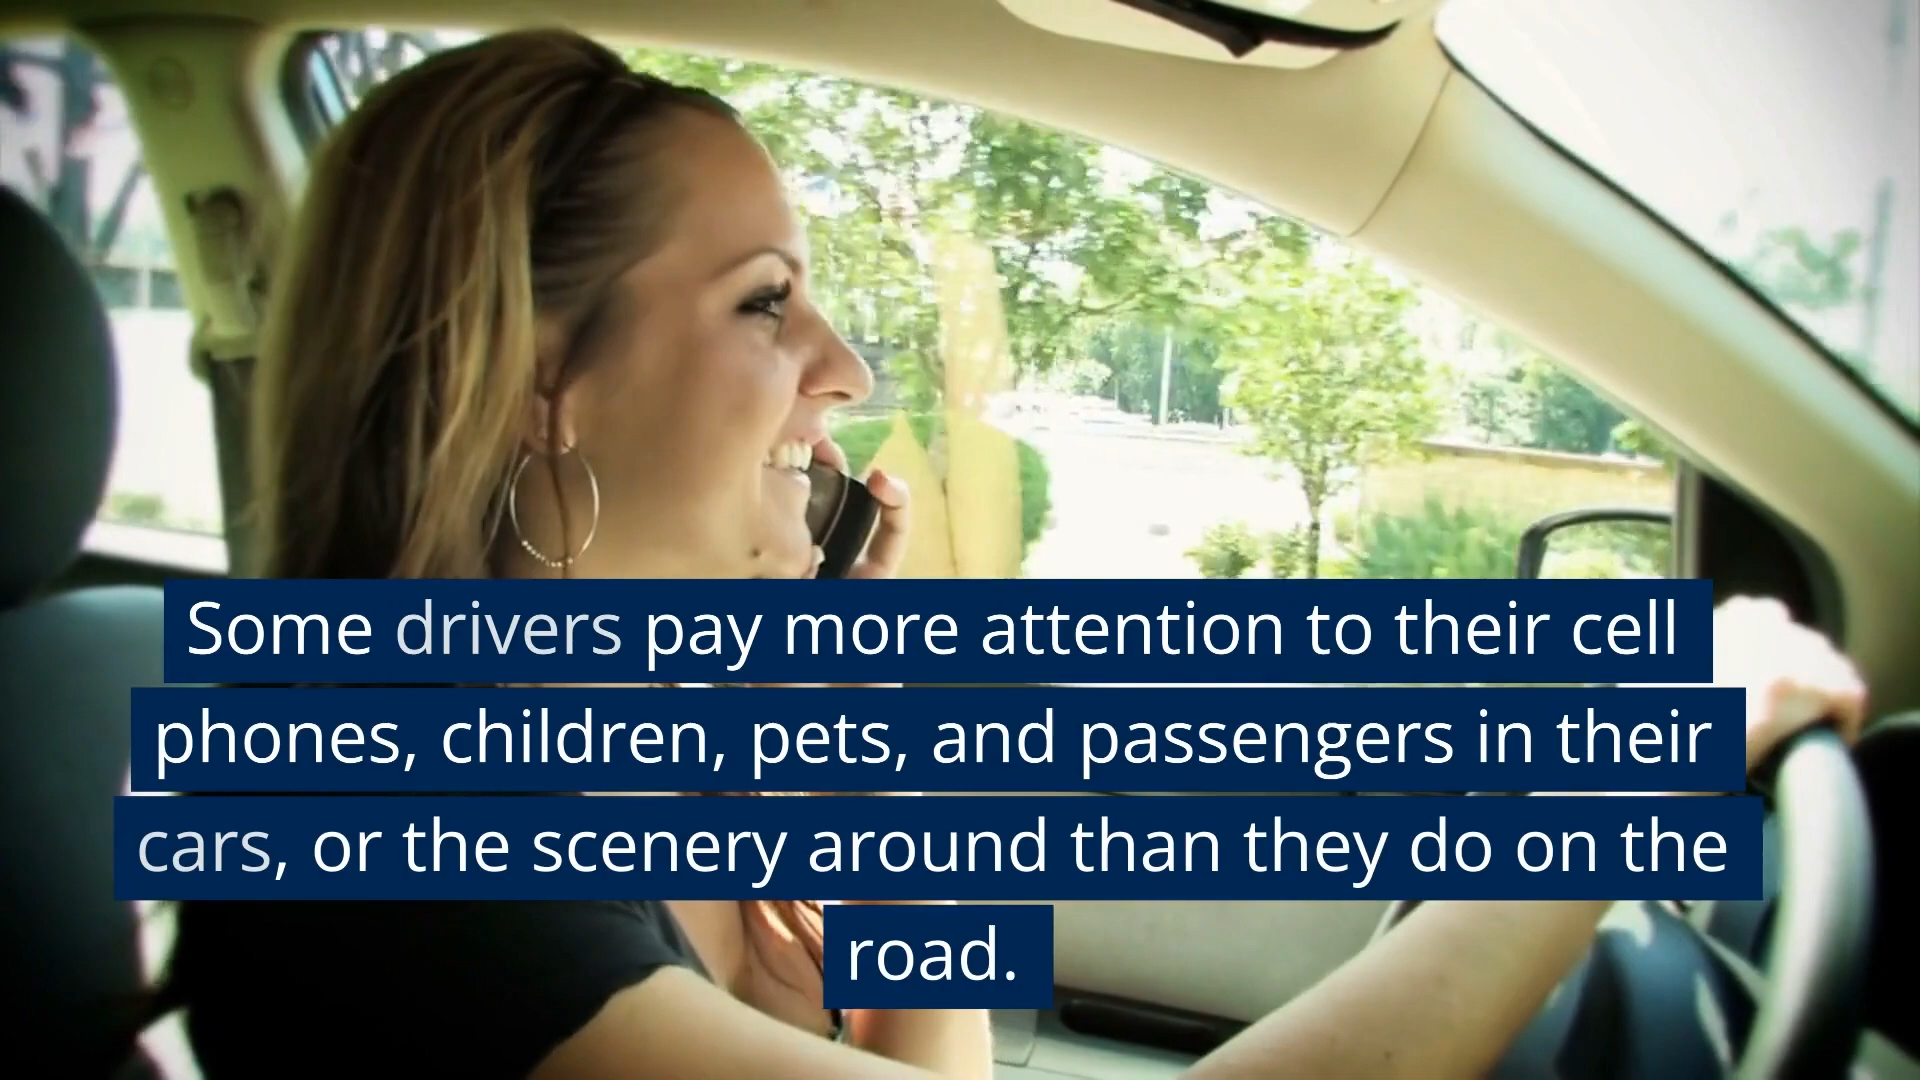 Some drivers pay more attention to their cell
phones, children, pets, and passengers in their
cars, or the scenery around than they do on the
road.